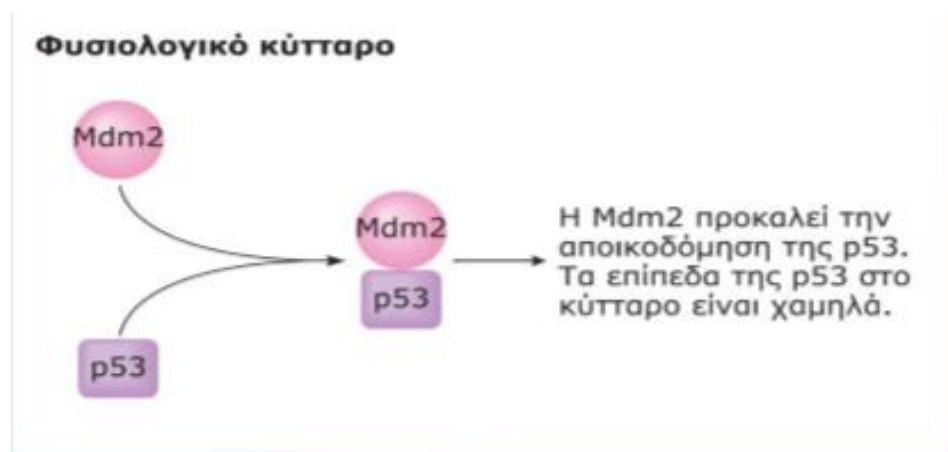 Φυσιολογικό κύτταρο
Mdm2
Mdm2
p53
p53
Η Mdm2 προκαλεί την
αποικοδόμηση της p53.
Τα επίπεδα της p53 στο
κύτταρο είναι χαμηλά.